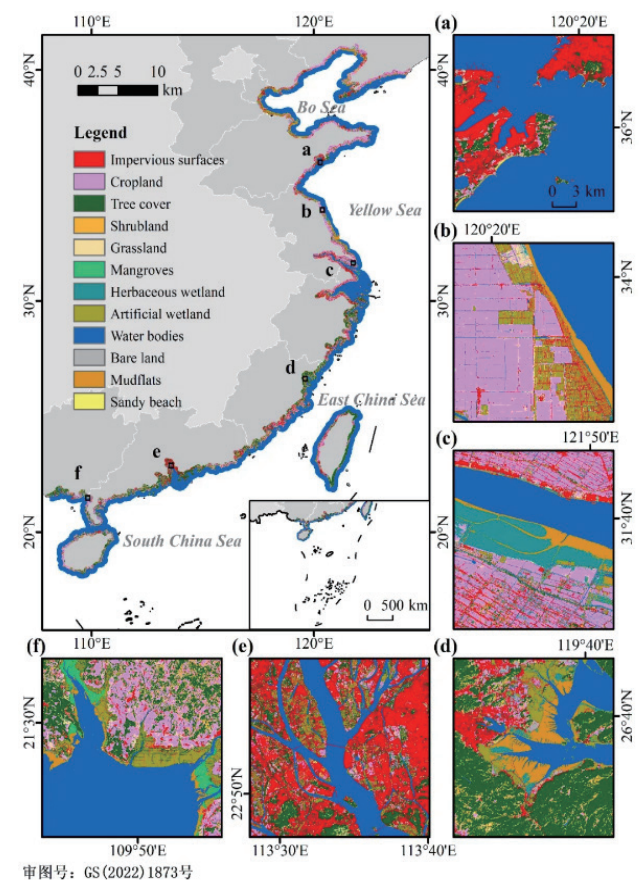 110°E 120°E
40°N
30°N
20°N
0 2.5 5 10
km
Legend
Impervious surfaces
Cropland
Tree cover
Shrubland
Grassland
Mangroves
Herbaceous wetland
Artificial wetland
Water bodies
Bare land
Mudflats
Sandy beach
Bo Sea
Yellow Sea
East China Sea
South China Sea
a
b
c
d
e
f
0 500 km
110°E 120°E
(a) 120°20'E
36°N
0 3 km
(b) 120°20'E
34°N
(c) 121°50'E
31°40'N
(f) (e) (d) 119°40'E
21°30'N
109°50'E
22°50'N
113°30'E 113°40'E
26°40'N
审图号：GS(2022)1873号